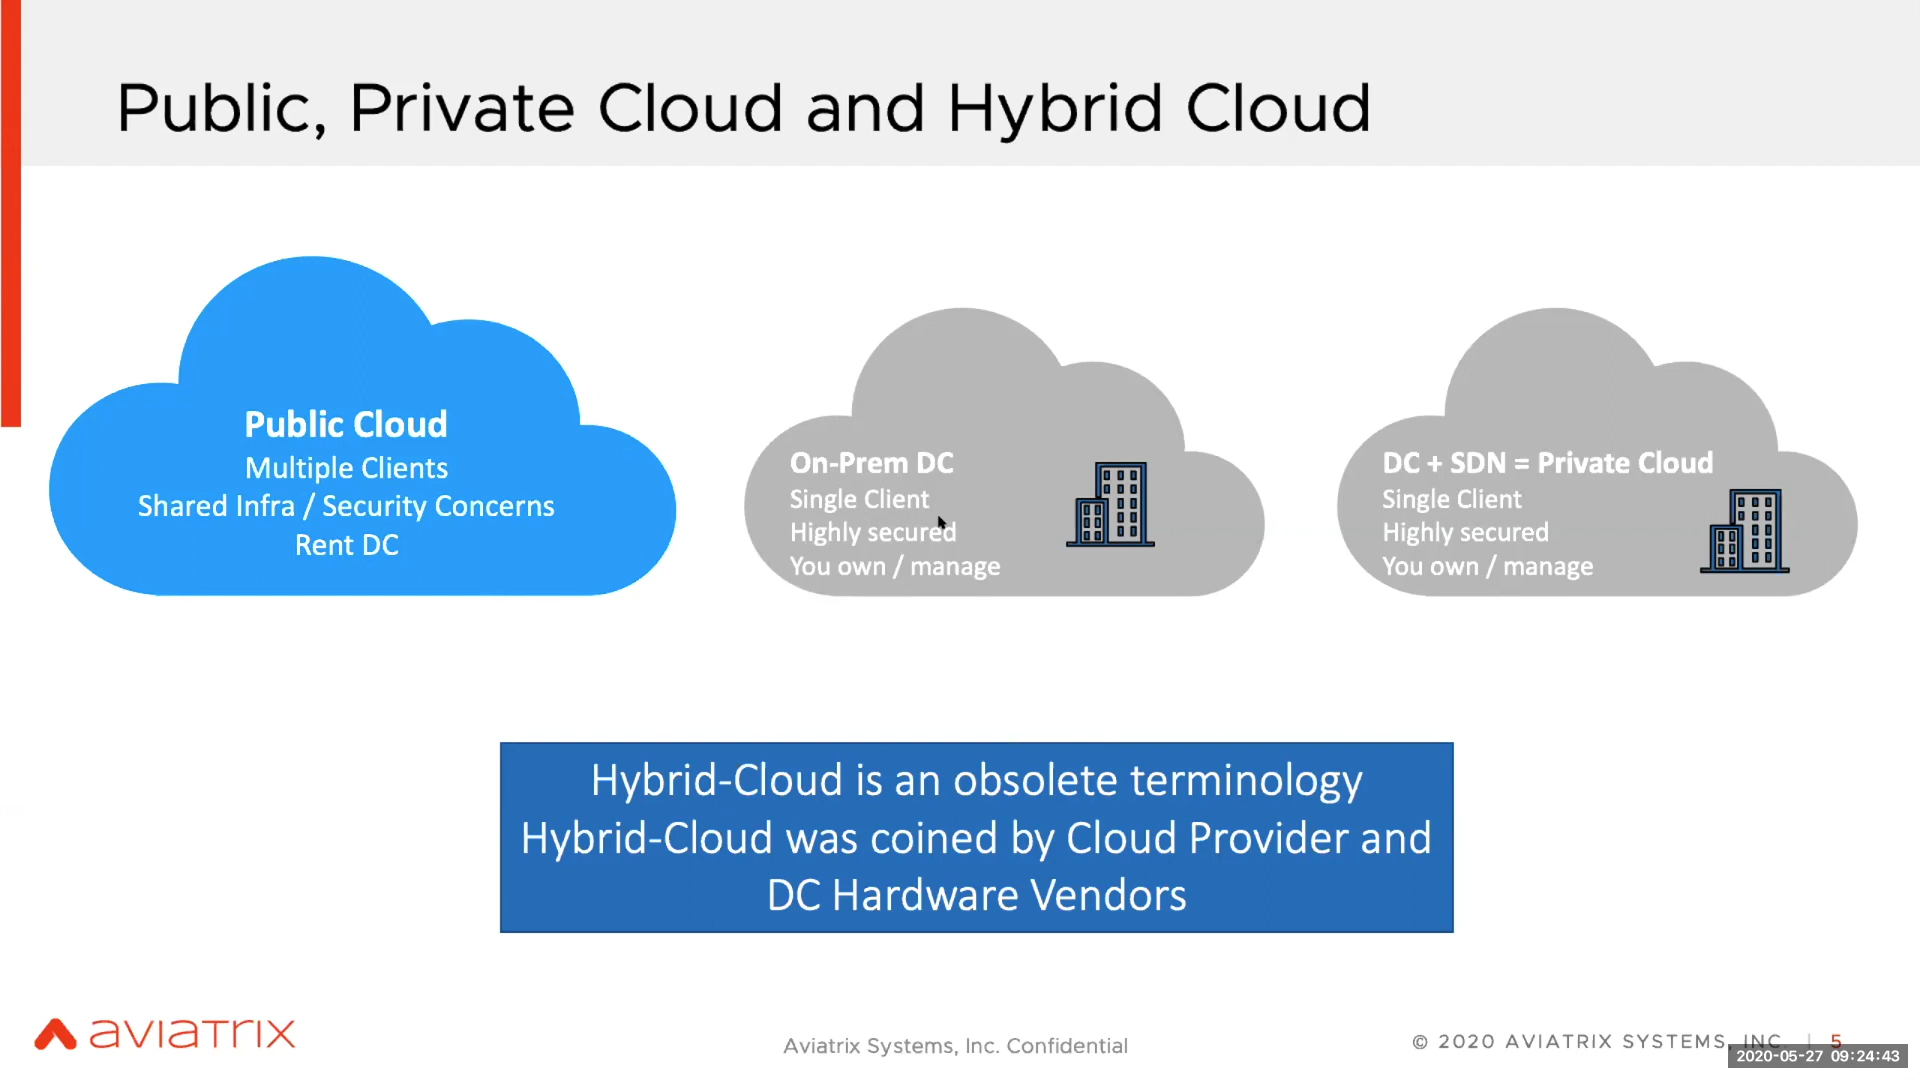 Public, Private Cloud and Hybrid Cloud
Public Cloud
Multiple Clients
Shared Infra / Security Concerns
Rent DC
On-Prem DC
Single Client
Highly secured
You own / manage
DC + SDN = Private Cloud
Single Client
Highly secured
You own / manage
Hybrid-Cloud is an obsolete terminology
Hybrid-Cloud was coined by Cloud Provider and
DC Hardware Vendors
aviatrix
Aviatrix Systems, Inc. Confidential
© 2020 AVIATRIX SYSTEMS, INC. | 5
2020-05-27 09:24:43